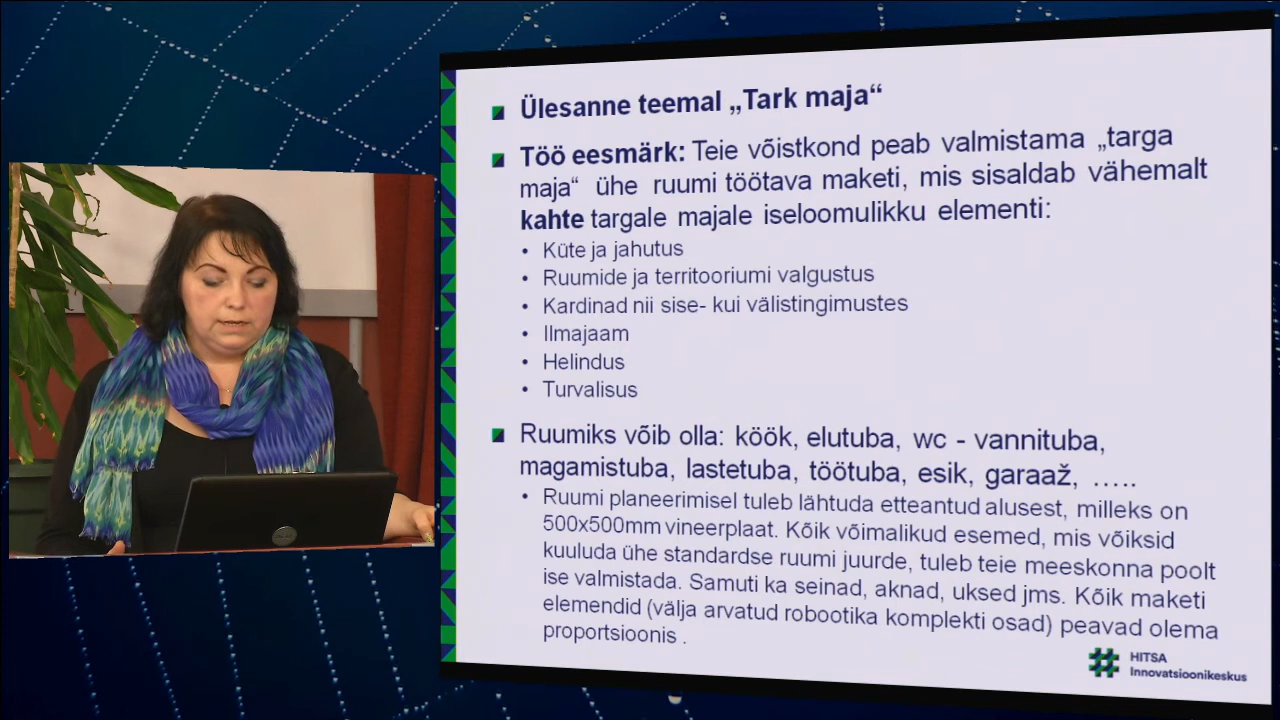 Ülesanne teemal „Tark maja“
Töö eesmärk: Teie võistkond peab valmistama „targa
maja“ ühe ruumi töötava maketi, mis sisaldab vähemalt
kahte targale majale iseloomulikku elementi:
• Küte ja jahutus
• Ruumide ja territooriumi valgustus
• Kardinad nii sise- kui välistingimustes
• Ilmajaam
• Helindus
• Turvalisus
Ruumiks võib olla: köök, elutuba, wc - vannituba,
magamistuba, lastetuba, töötuba, esik, garaaž, …..
• Ruumi planeerimisel tuleb lähtuda etteantud alusest, milleks on
500x500mm vineerplaat. Kõik võimalikud esemed, mis võiksid
kuuluda ühe standardse ruumi juurde, tuleb teie meeskonna poolt
ise valmistada. Samuti ka seinad, aknad, uksed jms. Kõik maketi
elemendid (välja arvatud robootika komplekti osad) peavad olema
proportsioonis .
HITSA
Innovatsioonikeskus